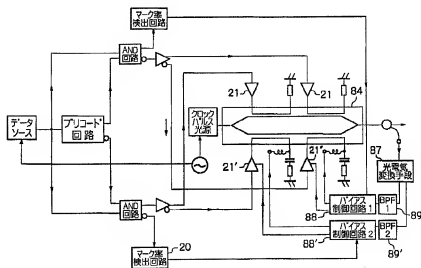 マーク率
検出回路
AND
回路
21
21
84
クロック
パルス
光源
データ
ソース
プリコード
回路
87
光電気
変換手段
21'
21'
バイアス
制御回路1
BPF
1
88
89
バイアス
制御回路2
BPF
2
88'
89'
AND
回路
20
マーク率
検出回路